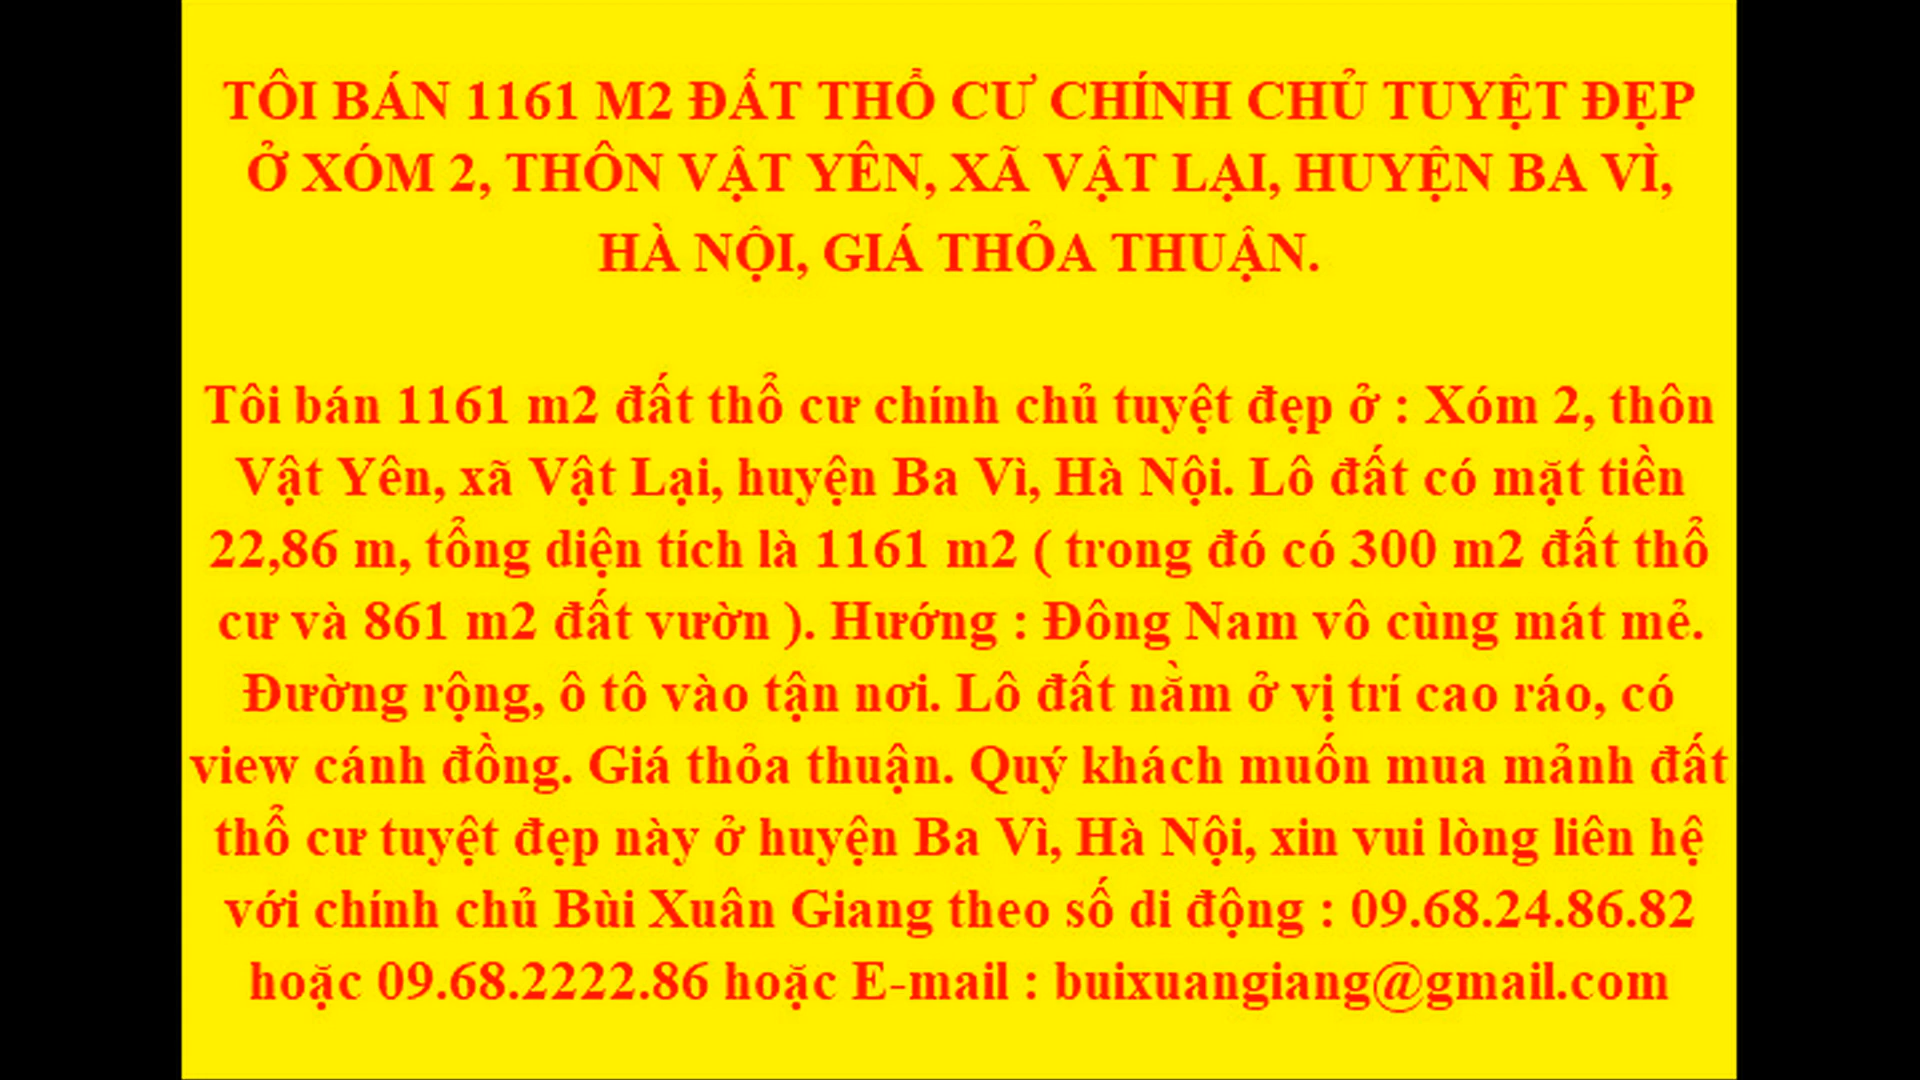 TÔI BÁN 1161 M2 ĐẤT THỔ CƯ CHÍNH CHỦ TUYỆT ĐẸP
Ở XÓM 2, THÔN VẬT YÊN, XÃ VẬT LẠI, HUYỆN BA VÌ,
HÀ NỘI, GIÁ THỎA THUẬN.
Tôi bán 1161 m2 đất thổ cư chính chủ tuyệt đẹp ở : Xóm 2, thôn
Vật Yên, xã Vật Lại, huyện Ba Vì, Hà Nội. Lô đất có mặt tiền
22,86 m, tổng diện tích là 1161 m2 ( trong đó có 300 m2 đất thổ
cư và 861 m2 đất vườn ). Hướng : Đông Nam vô cùng mát mẻ.
Đường rộng, ô tô vào tận nơi. Lô đất nằm ở vị trí cao ráo, có
view cánh đồng. Giá thỏa thuận. Quý khách muốn mua mảnh đất
thổ cư tuyệt đẹp này ở huyện Ba Vì, Hà Nội, xin vui lòng liên hệ
với chính chủ Bùi Xuân Giang theo số di động : 09.68.24.86.82
hoặc 09.68.2222.86 hoặc E-mail : buixuangiang@gmail.com